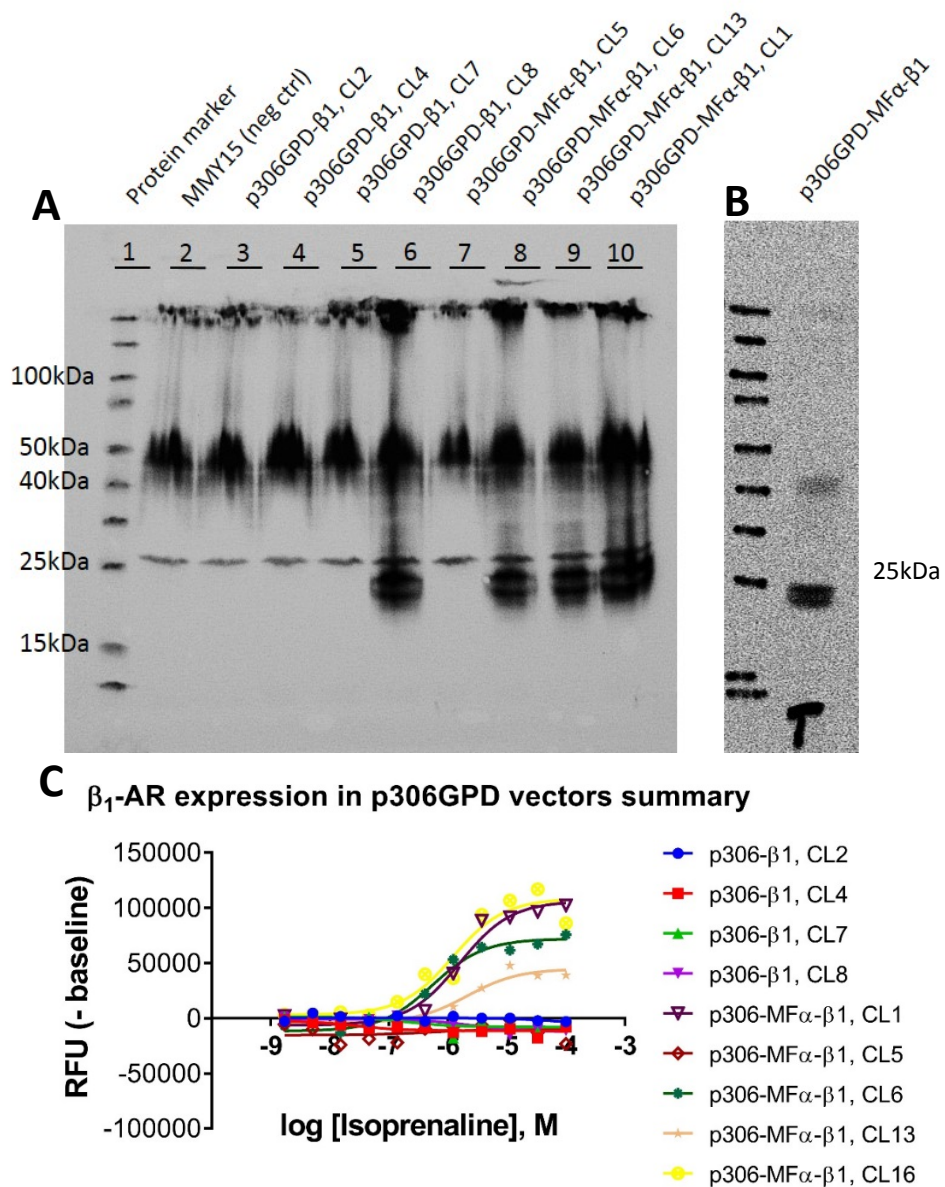 Protein marker
MMY15 (neg ctrl)
p306GPD-β1, CL2
p306GPD-β1, CL4
p306GPD-β1, CL7
p306GPD-β1, CL8
p306GPD-MFα-β1, CL5
p306GPD-MFα-β1, CL6
p306GPD-MFα-β1, CL13
p306GPD-MFα-β1, CL1
p306GPD-MFα-β1
A
B
1 2 3 4 5 6 7 8 9 10
100kDa
50kDa
40kDa
25kDa
15kDa
25kDa
C
β1-AR expression in p306GPD vectors summary
RFU (- baseline)
150000
100000
50000
0
-50000
-100000
-9 -8 -7 -6 -5 -4 -3
log [Isoprenaline], M
p306-β1, CL2
p306-β1, CL4
p306-β1, CL7
p306-β1, CL8
p306-MFα-β1, CL1
p306-MFα-β1, CL5
p306-MFα-β1, CL6
p306-MFα-β1, CL13
p306-MFα-β1, CL16